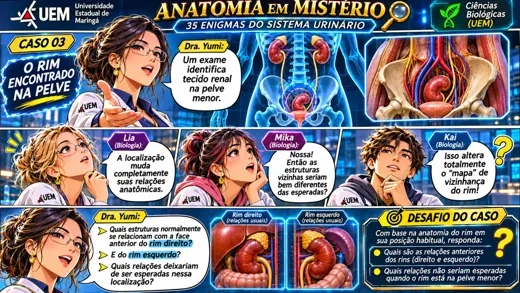 UEM
Universidade
Estadual de
Maringá
ANATOMIA EM MISTÉRIO
35 ENIGMAS DO SISTEMA URINÁRIO
Ciências
Biológicas
(UEM)
CASO 03
O RIM
ENCONTRADO
NA PELVE
Dra. Yumi:
Um exame
identifica
tecido renal
na pelve
menor.
UEM
Lia
(Biologia):
A localização
muda
completamente
suas relações
anatômicas.
UEM
Mika
(Biologia):
Nossa!
Então as
estruturas
vizinhas seriam
bem diferentes
das esperadas?
UEM
Kai
(Biologia):
Isso altera
totalmente
o "mapa" de
vizinhança
do rim!
?
UEM
Dra. Yumi:
Quais estruturas normalmente
se relacionam com a face
anterior do rim direito?
E do rim esquerdo?
Quais relações deixariam
de ser esperadas nessa
localização?
Rim direito
(relações usuais)
Rim esquerdo
(relações usuais)
DESAFIO DO CASO
Com base na anatomia do rim em
sua posição habitual, responda:
Quais são as relações anteriores
dos rins (direito e esquerdo)?
Quais relações não seriam esperadas
quando o rim está na pelve menor?
?